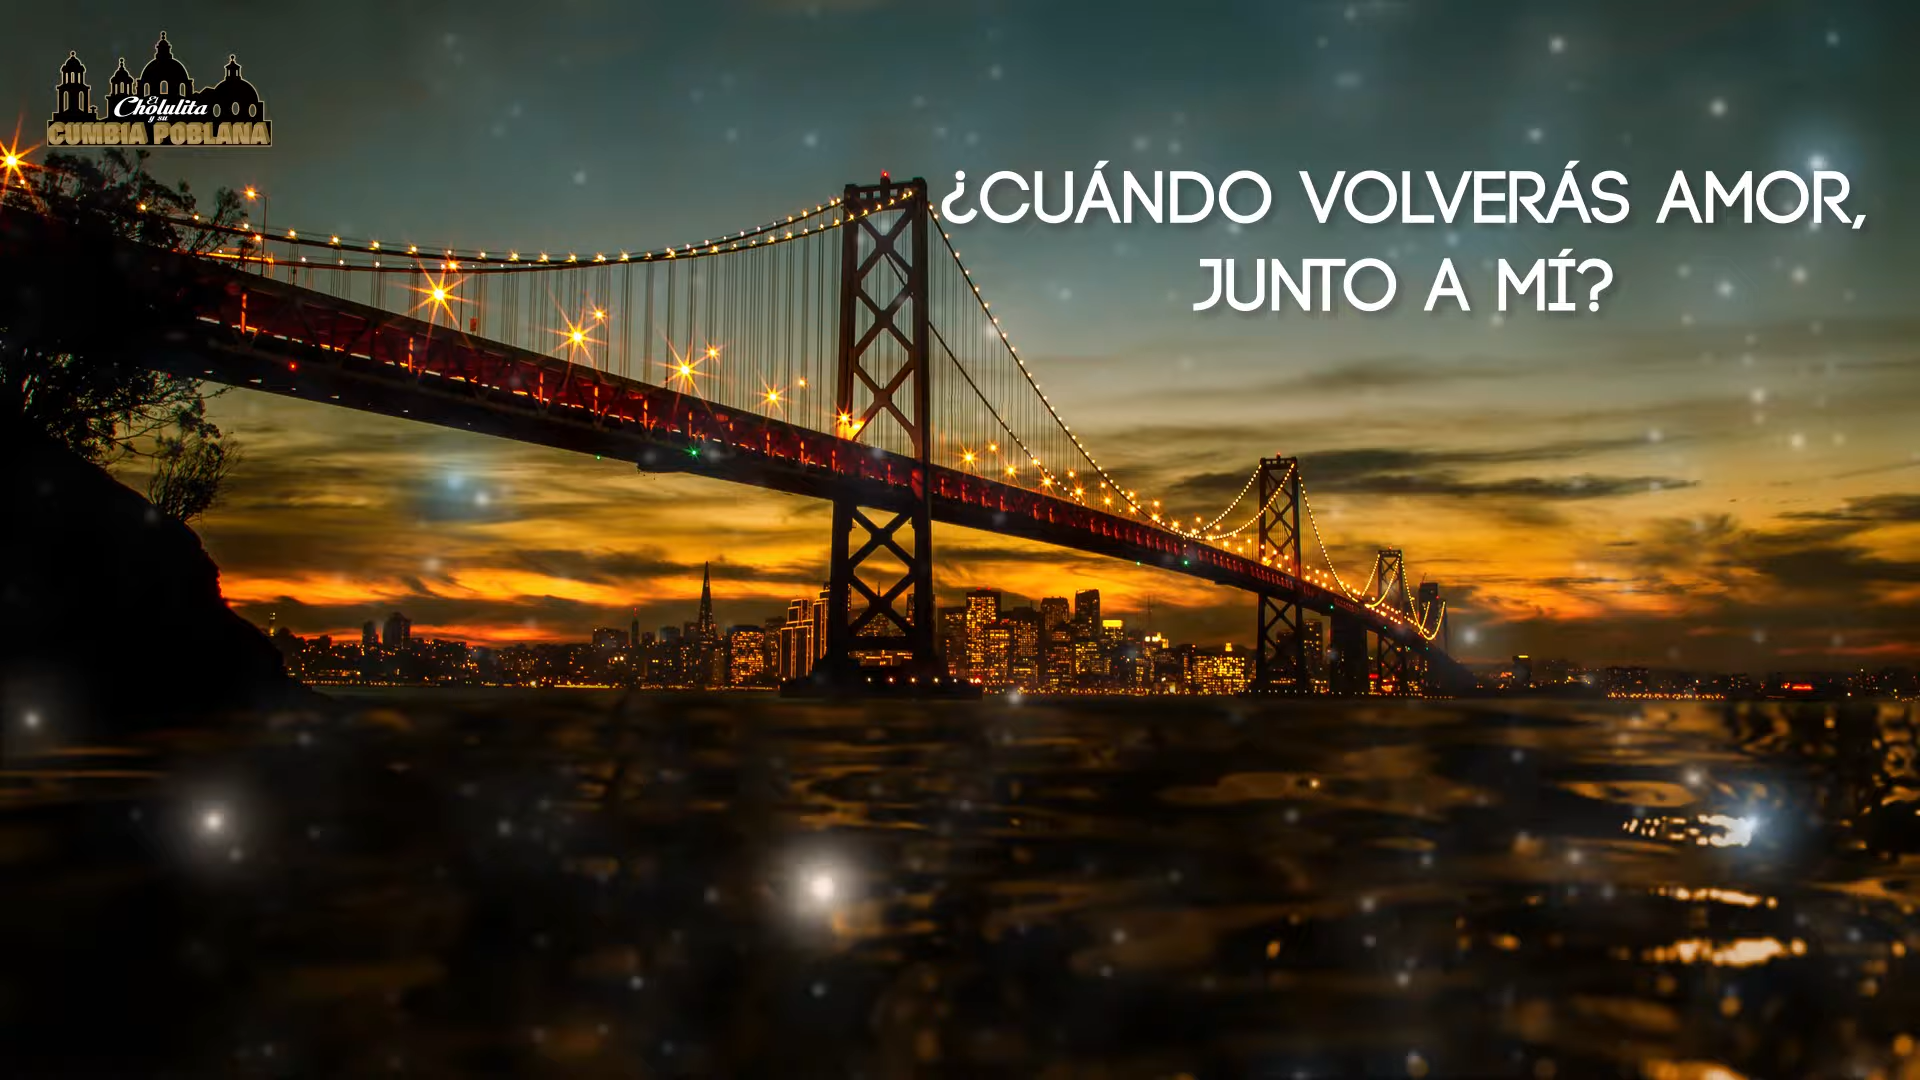 El
Cholulita
y su
CUMBIA POBLANA
¿CUÁNDO VOLVERÁS AMOR,
JUNTO A MÍ?